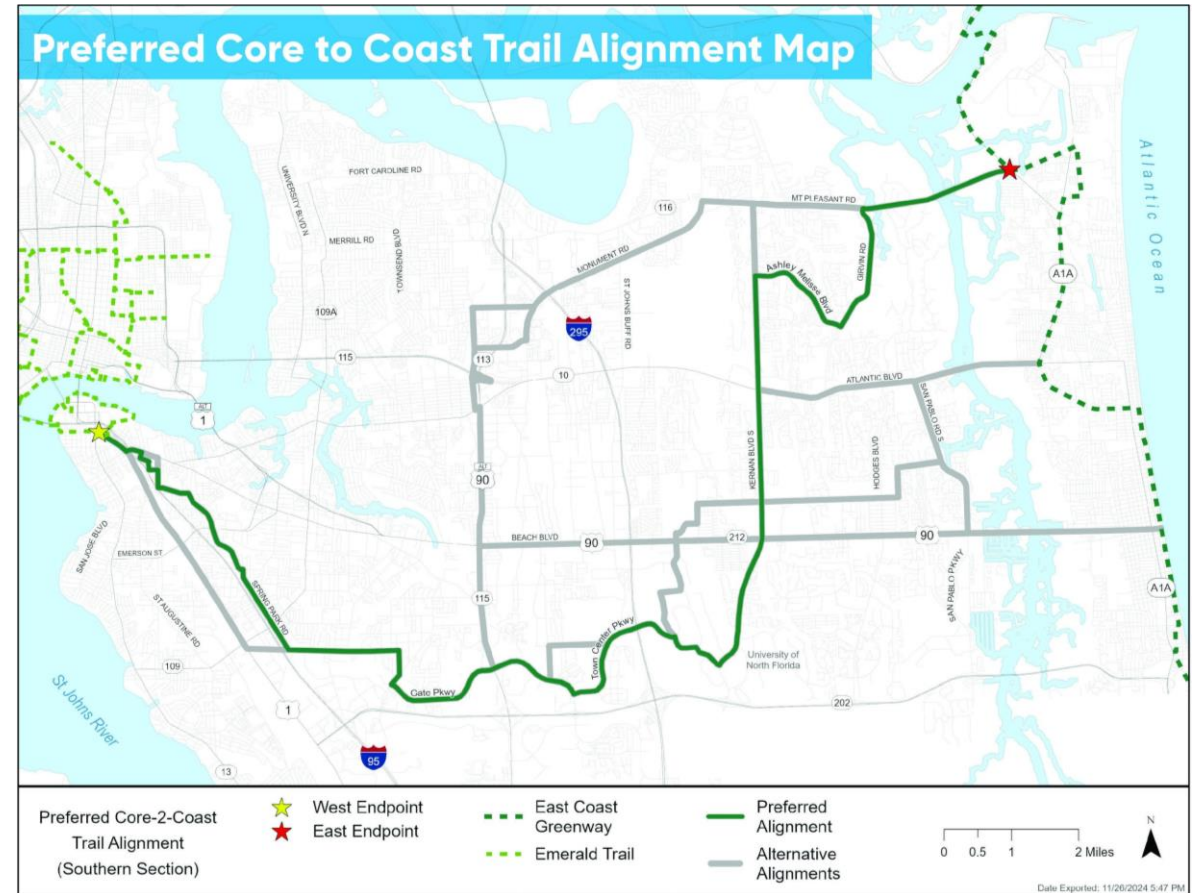 Preferred Core to Coast Trail Alignment Map
FORT CAROLINE RD
UNIVERSITY BLVD N
MERRILL RD
TOWNSEND BLVD
109A
115
116
MONUMENT RD
MT PLEASANT RD
ST JOHNS BUFF RD
295
Ashley Melisse Blvd
GIRVIN RD
A1A
Atlantic Ocean
113
10
ATLANTIC BLVD
SAN PABLO RD S
ALT
1
ALT
90
KERNAN BLVD S
HODGES BLVD
BEACH BLVD
90
212
90
SAN JOSE BLVD
EMERSON ST
SPRING PARK RD
ST AUGUSTINE RD
115
SAN PABLO PKWY
A1A
Town Center Pkwy
University of
North Florida
109
Gate Pkwy
202
St Johns River
1
95
13
Preferred Core-2-Coast
Trail Alignment
(Southern Section)
West Endpoint
East Endpoint
East Coast
Greenway
Emerald Trail
Preferred
Alignment
Alternative
Alignments
0 0.5 1 2 Miles
N
Date Exported: 11/26/2024 5:47 PM